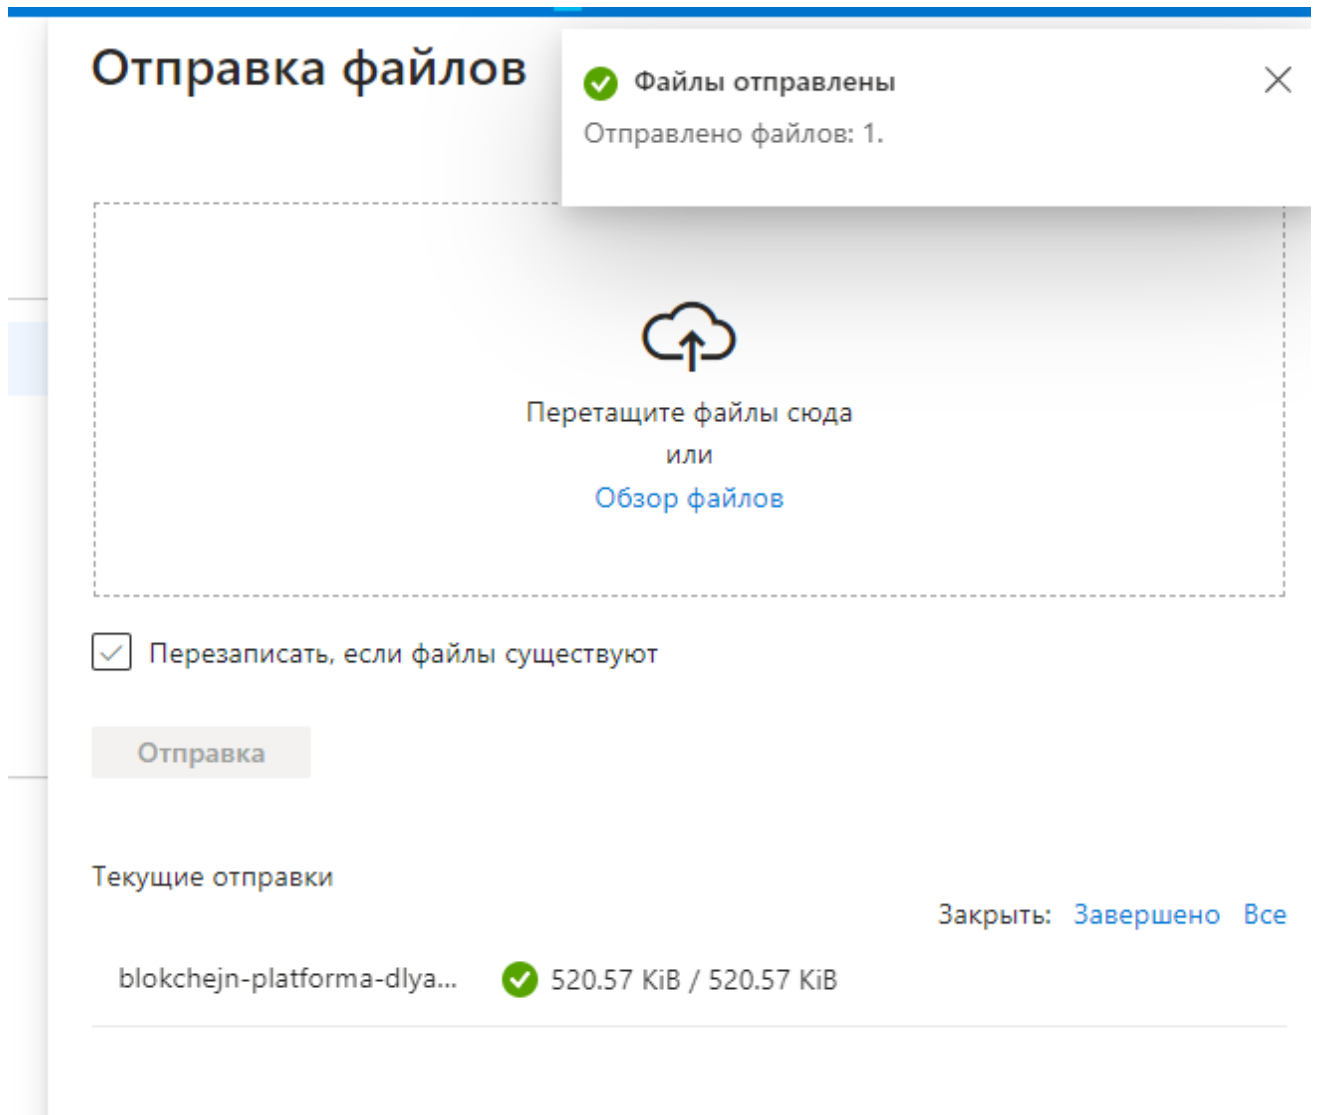 Отправка файлов
Файлы отправлены
Отправлено файлов: 1.
Перетащите файлы сюда
или
Обзор файлов
Перезаписать, если файлы существуют
Отправка
Текущие отправки
Закрыть: Завершено Все
blokchejn-platforma-dlya... 520.57 KiB / 520.57 KiB